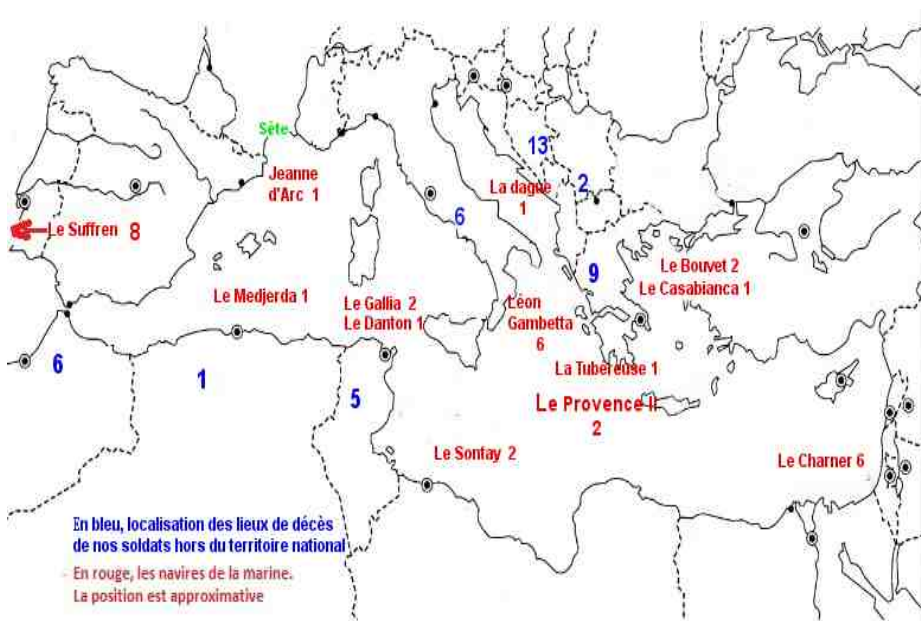 13
Sète
Jeanne
d'Arc 1
La dague
1
2
6
Le Suffren 8
9
Le Bouvet 2
Le Casabianca 1
Le Medjerda 1
Le Gallia 2
Le Danton 1
Léon
Gambetta
6
6
1
5
La Tubereuse 1
Le Provence II
2
Le Sontay 2
Le Charner 6
En bleu, localisation des lieux de décès
de nos soldats hors du territoire national
- En rouge, les navires de la marine.
La position est approximative